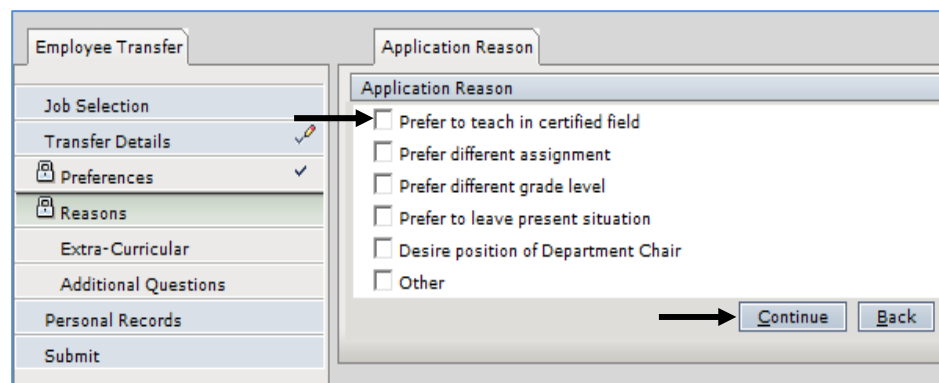 Employee Transfer
Job Selection
Transfer Details
Preferences
Reasons
Extra-Curricular
Additional Questions
Personal Records
Submit
Application Reason
Application Reason
Prefer to teach in certified field
Prefer different assignment
Prefer different grade level
Prefer to leave present situation
Desire position of Department Chair
Other
Continue Back